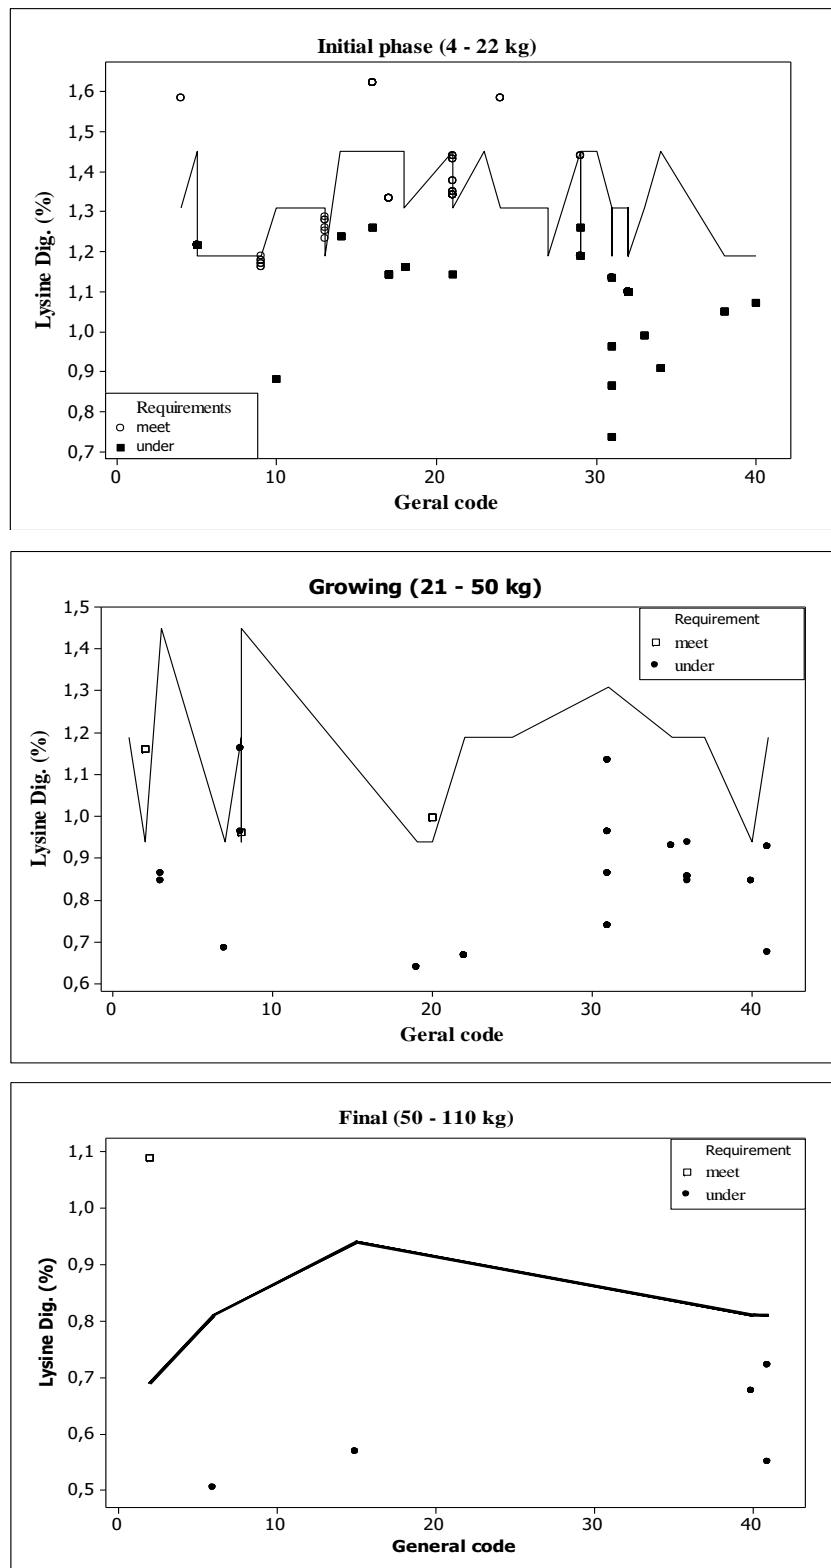 Initial phase (4 - 22 kg)
Lysine Dig. (%)
1,6
1,5
1,4
1,3
1,2
1,1
1,0
0,9
0,8
0,7
Requirements
meet
under
0 10 20 30 40
Geral code
Growing (21 - 50 kg)
Lysine Dig. (%)
1,5
1,4
1,3
1,2
1,1
1,0
0,9
0,8
0,7
0,6
Requirement
meet
under
0 10 20 30 40
Geral code
Final (50 - 110 kg)
Lysine Dig. (%)
1,1
1,0
0,9
0,8
0,7
0,6
0,5
Requirement
meet
under
0 10 20 30 40
General code